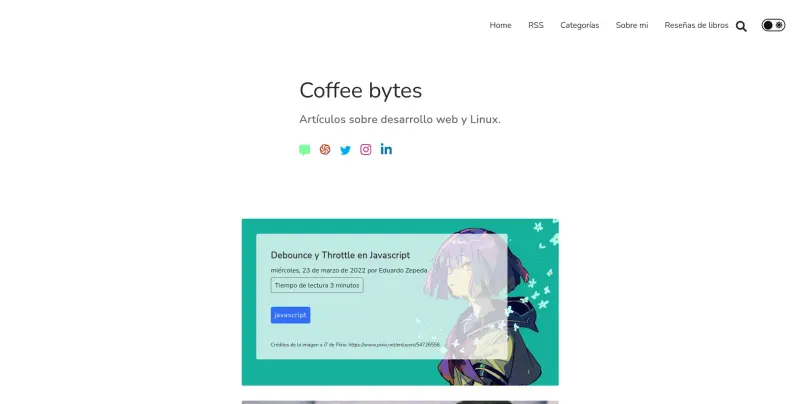 Home RSS Categorías Sobre mi Reseñas de libros
Coffee bytes
Artículos sobre desarrollo web y Linux.
Debounce y Throttle en Javascript
miércoles, 23 de marzo de 2022 por Eduardo Zepeda
Tiempo de lectura 3 minutos
javascript
Créditos de la imagen a i7 de Pixiv: https://www.pixiv.net/en/users/54726558